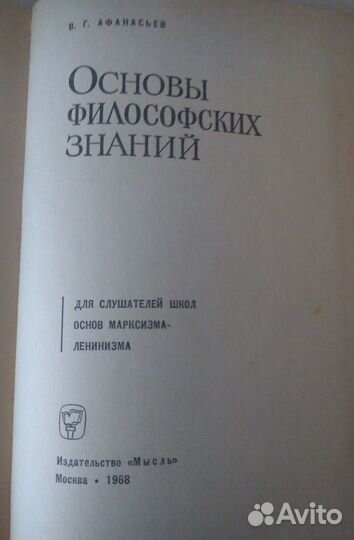 В. Г. АФАНАСЬЕВ
ОСНОВЫ
ФИЛОСОФСКИХ
ЗНАНИЙ
ДЛЯ СЛУШАТЕЛЕЙ ШКОЛ
ОСНОВ МАРКСИЗМА-
ЛЕНИНИЗМА
Издательство «Мысль»
Москва • 1968
Avito